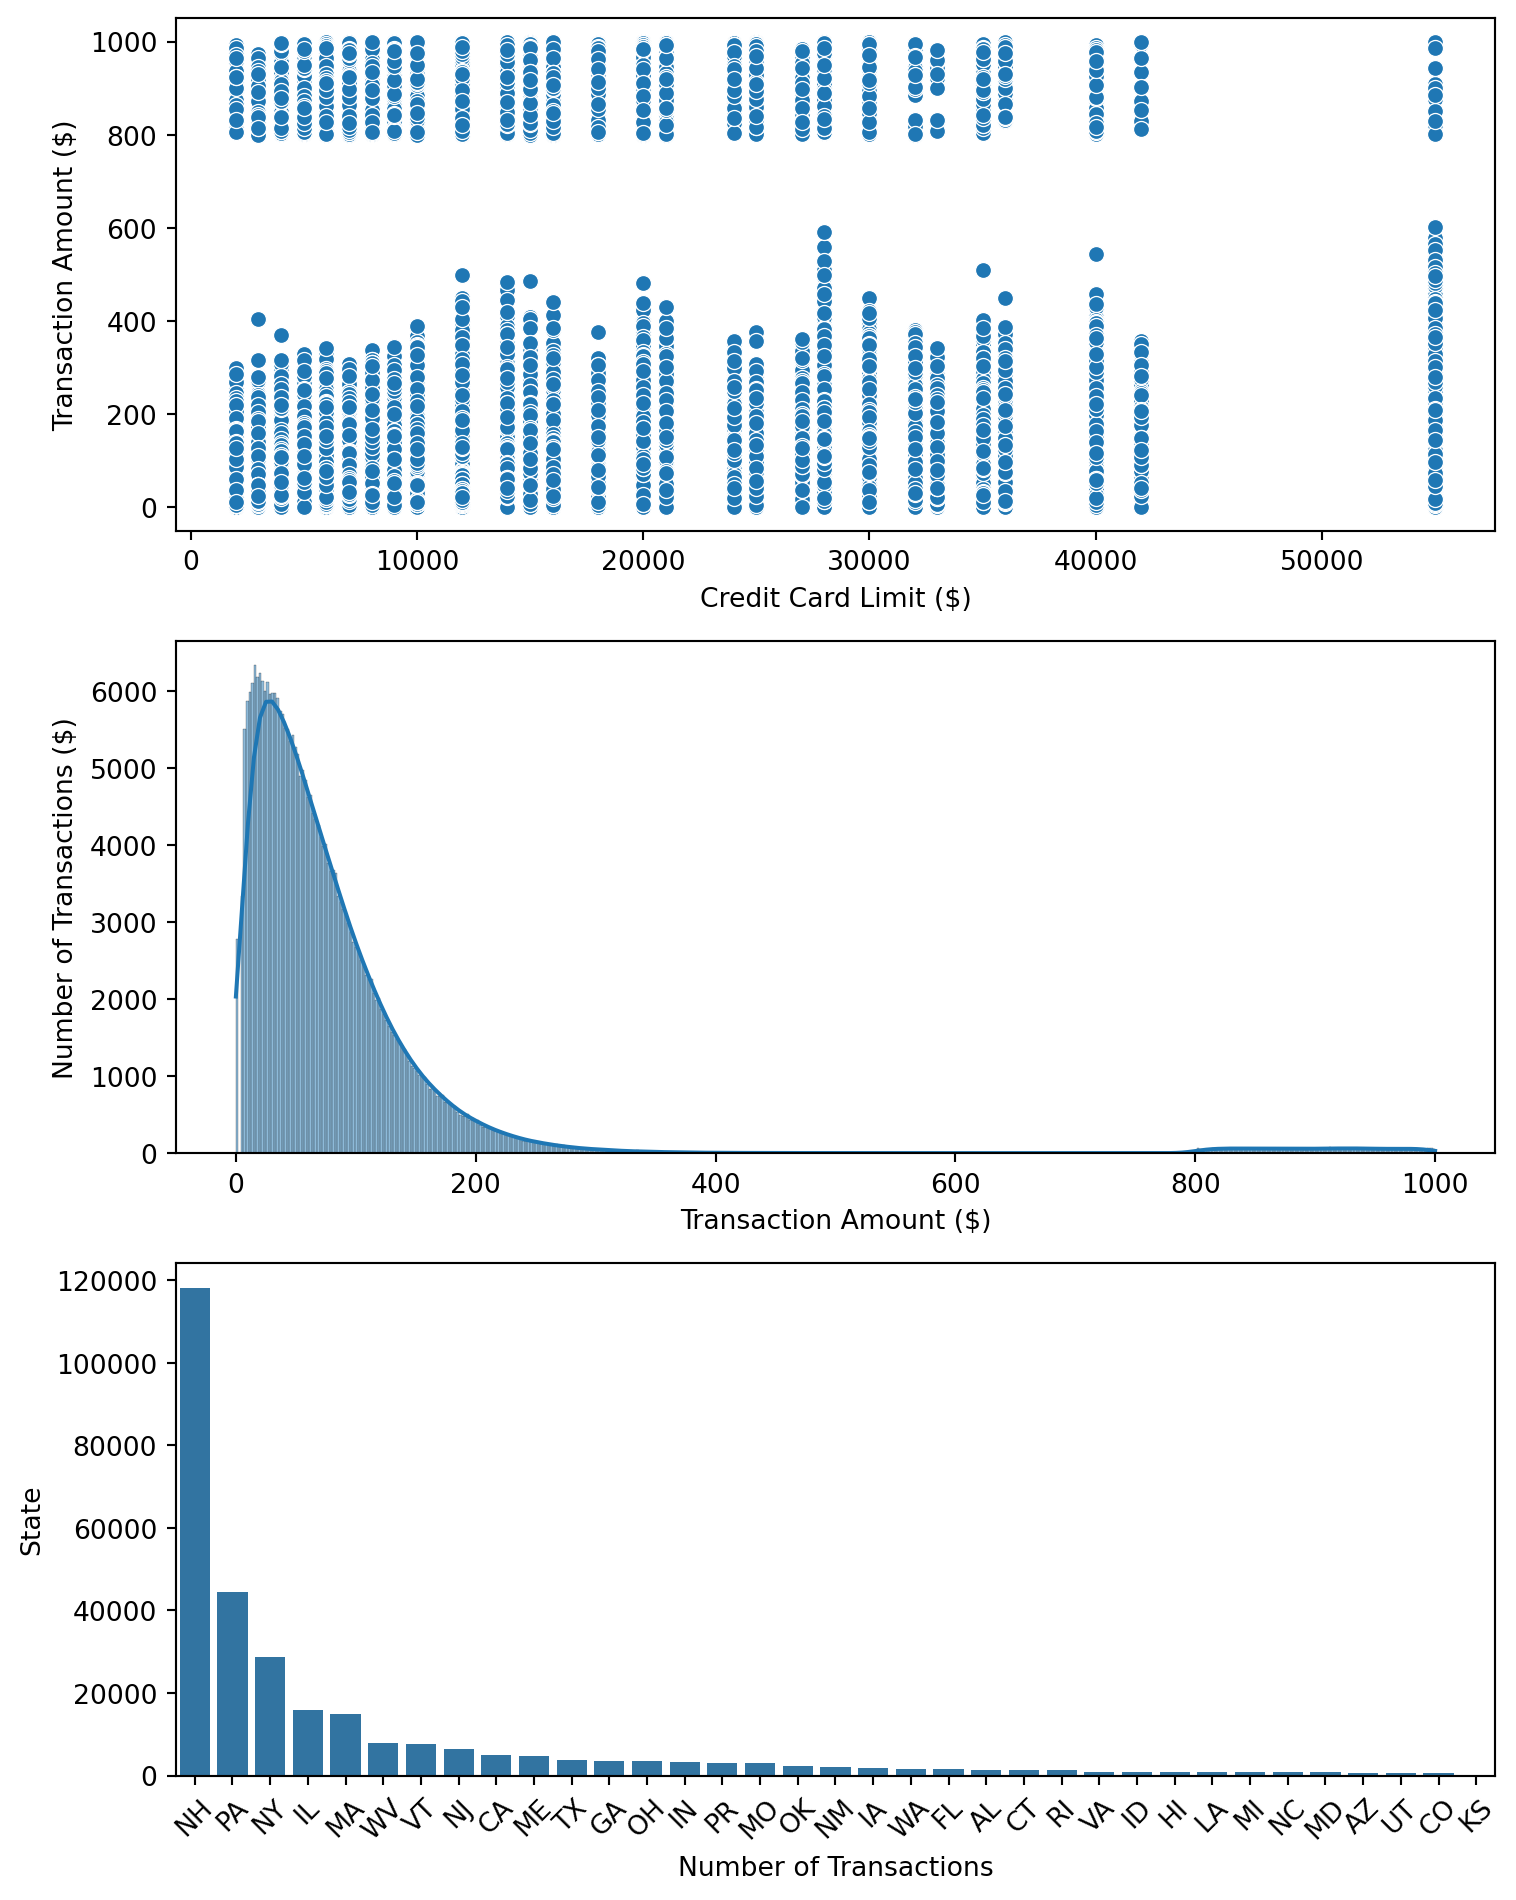 1000
800
600
400
200
0
Transaction Amount ($)
0 10000 20000 30000 40000 50000
Credit Card Limit ($)
6000
5000
4000
3000
2000
1000
0
Number of Transactions ($)
0 200 400 600 800 1000
Transaction Amount ($)
120000
100000
80000
60000
40000
20000
0
State
NH PA NY IL MA WV VT NJ CA ME TX GA OH IN PR MO OK NM IA WA FL AL CT RI VA ID HI LA MI NC MD AZ UT CO KS
Number of Transactions